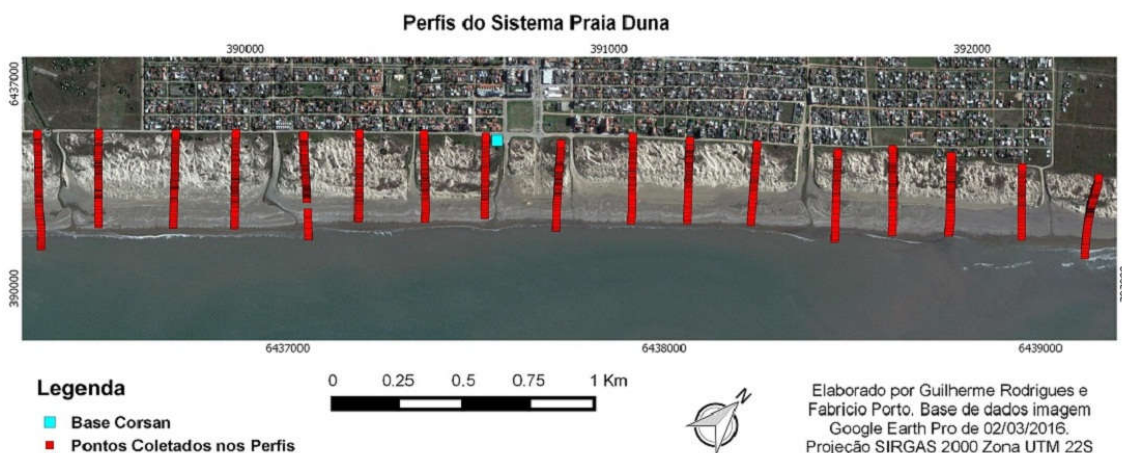 Perfis do Sistema Praia Duna
390000
391000
392000
6437000
390000
6437000
6438000
6439000
Legenda
Base Corsan
Pontos Coletados nos Perfis
0 0.25 0.5 0.75 1 Km
N
Elaborado por Guilherme Rodrigues e
Fabricio Porto. Base de dados imagem
Google Earth Pro de 02/03/2016.
Projeção SIRGAS 2000 Zona UTM 22S